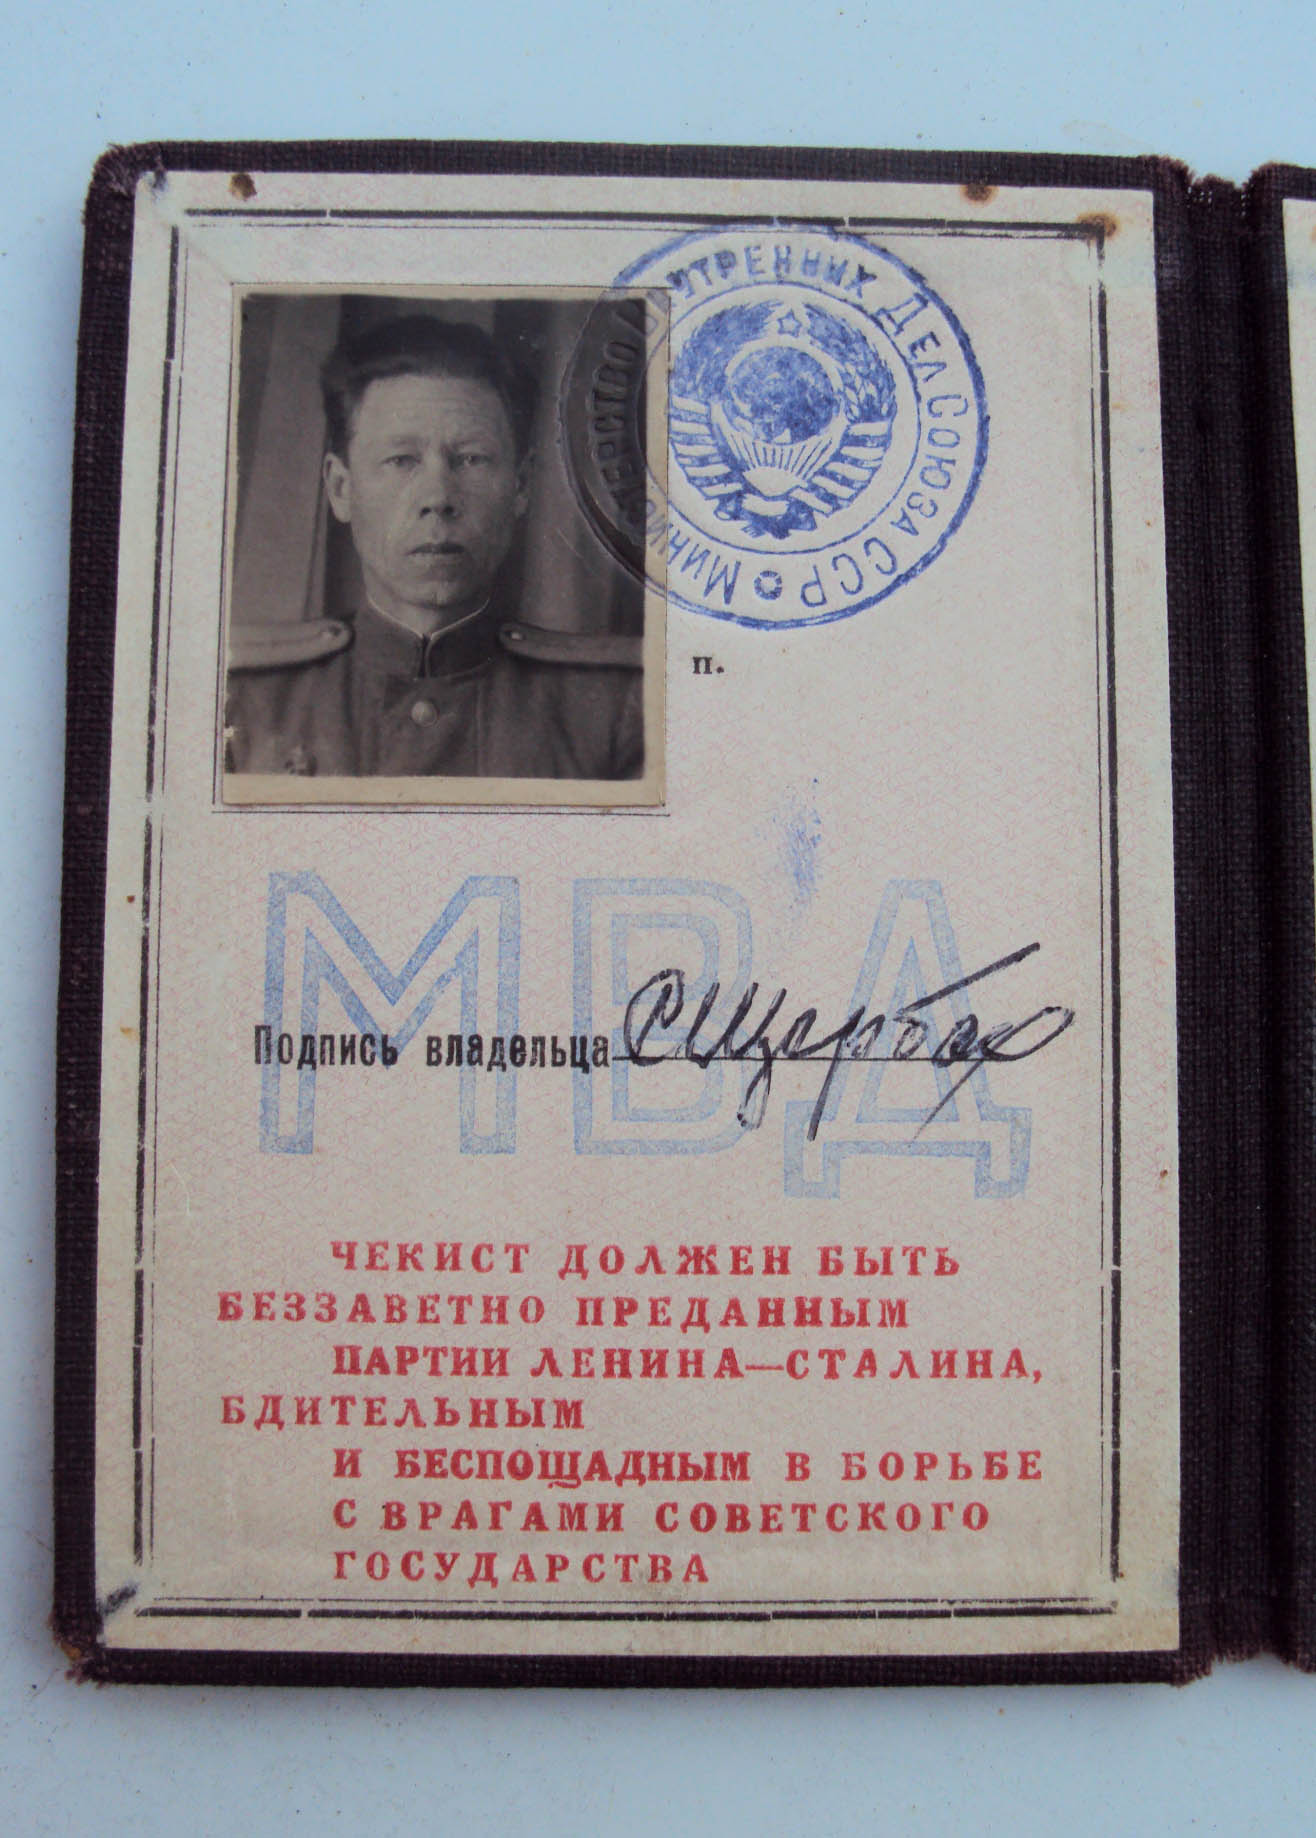 Министерство Внутренних Дел Союза ССР
п.
МВД
Подпись владельца
ЧЕКИСТ ДОЛЖЕН БЫТЬ
БЕЗЗАВЕТНО ПРЕДАННЫМ
ПАРТИИ ЛЕНИНА—СТАЛИНА,
БДИТЕЛЬНЫМ
И БЕСПОЩАДНЫМ В БОРЬБЕ
С ВРАГАМИ СОВЕТСКОГО
ГОСУДАРСТВА